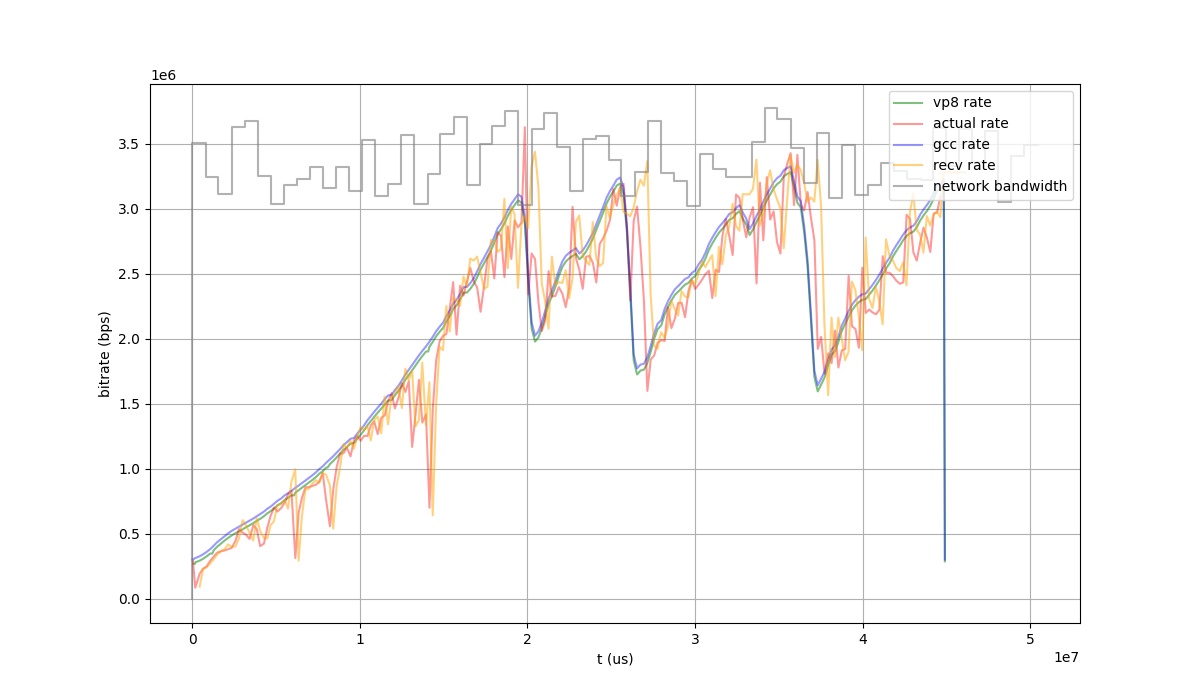 1e6
bitrate (bps)
3.5
3.0
2.5
2.0
1.5
1.0
0.5
0.0
vp8 rate
actual rate
gcc rate
recv rate
network bandwidth
0
1
2
3
4
5
t (us)
1e7